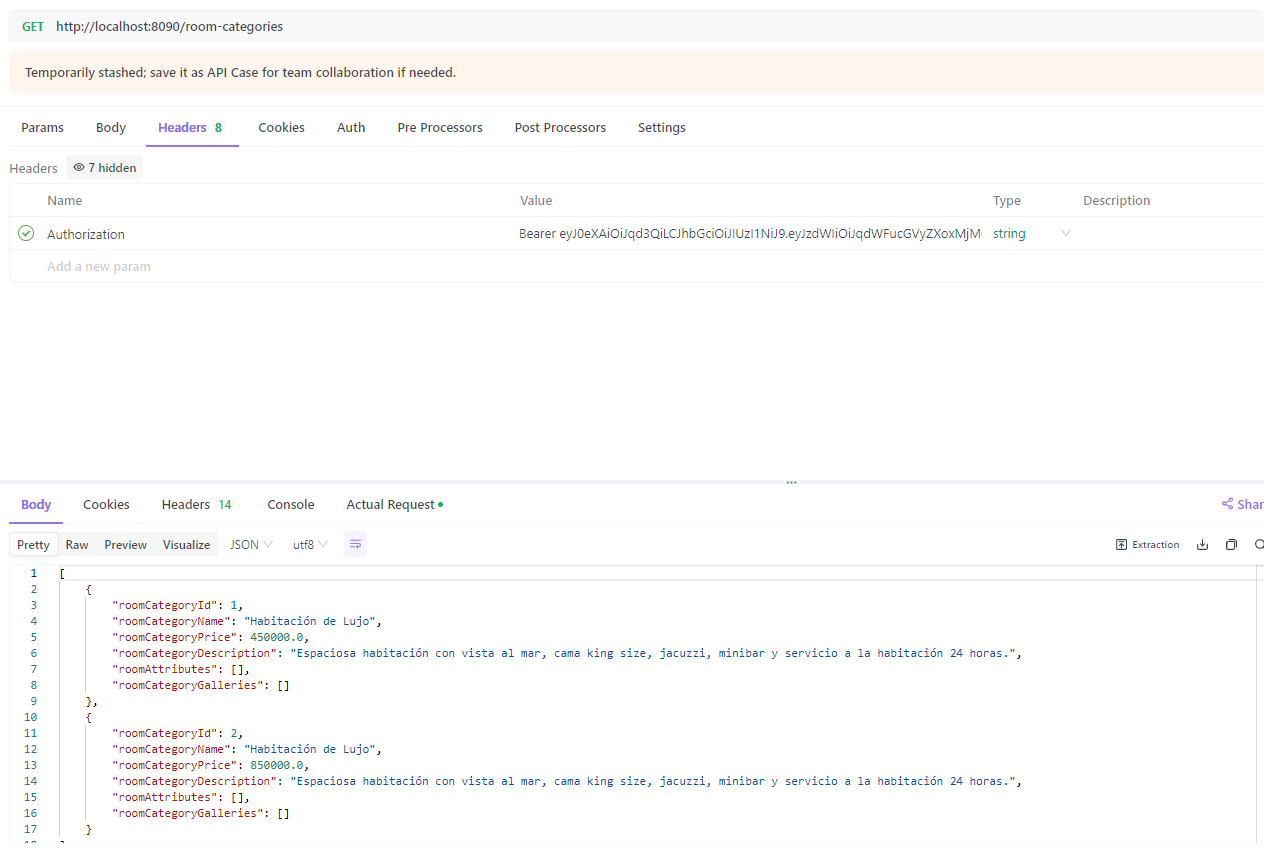 GET http://localhost:8090/room-categories
Temporarily stashed; save it as API Case for team collaboration if needed.
Params Body Headers 8 Cookies Auth Pre Processors Post Processors Settings
Headers 7 hidden
Name Value Type Description
Authorization Bearer eyJ0eXAiOiJqd3QiLCJhbGciOiJIUzI1NiJ9.eyJzdWIiOiJqdWFucGVyZXoxMjM string
Add a new param
Body Cookies Headers 14 Console Actual Request Shar
Pretty Raw Preview Visualize JSON utf8 Extraction
1 [
2 {
3 "roomCategoryId": 1,
4 "roomCategoryName": "Habitación de Lujo",
5 "roomCategoryPrice": 450000.0,
6 "roomCategoryDescription": "Espaciosa habitación con vista al mar, cama king size, jacuzzi, minibar y servicio a la habitación 24 horas.",
7 "roomAttributes": [],
8 "roomCategoryGalleries": []
9 },
10 {
11 "roomCategoryId": 2,
12 "roomCategoryName": "Habitación de Lujo",
13 "roomCategoryPrice": 850000.0,
14 "roomCategoryDescription": "Espaciosa habitación con vista al mar, cama king size, jacuzzi, minibar y servicio a la habitación 24 horas.",
15 "roomAttributes": [],
16 "roomCategoryGalleries": []
17 }